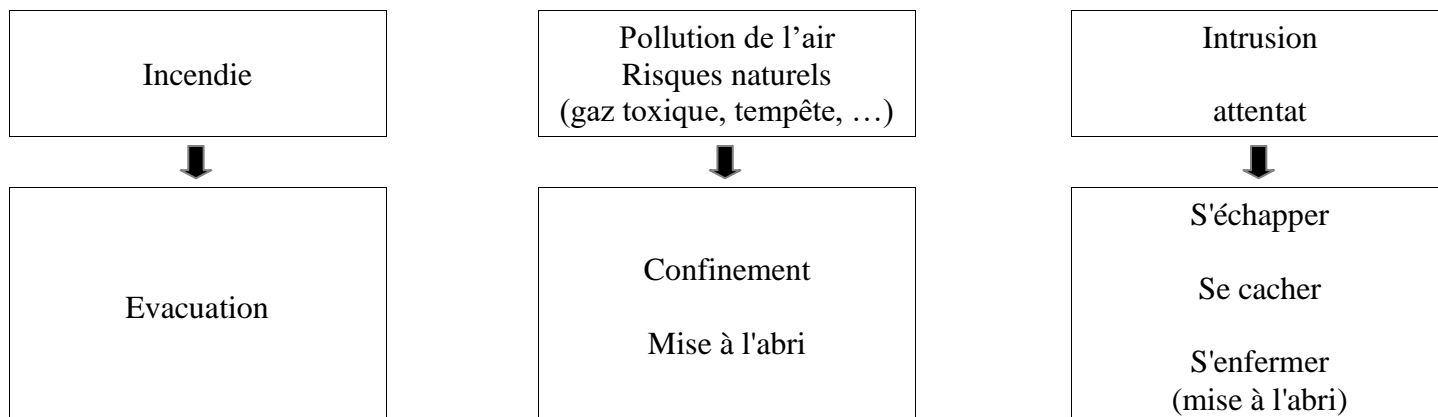 Incendie
Pollution de l’air
Risques naturels
(gaz toxique, tempête, …)
Intrusion
attentat
Evacuation
Confinement
Mise à l'abri
S'échapper
Se cacher
S'enfermer
(mise à l'abri)